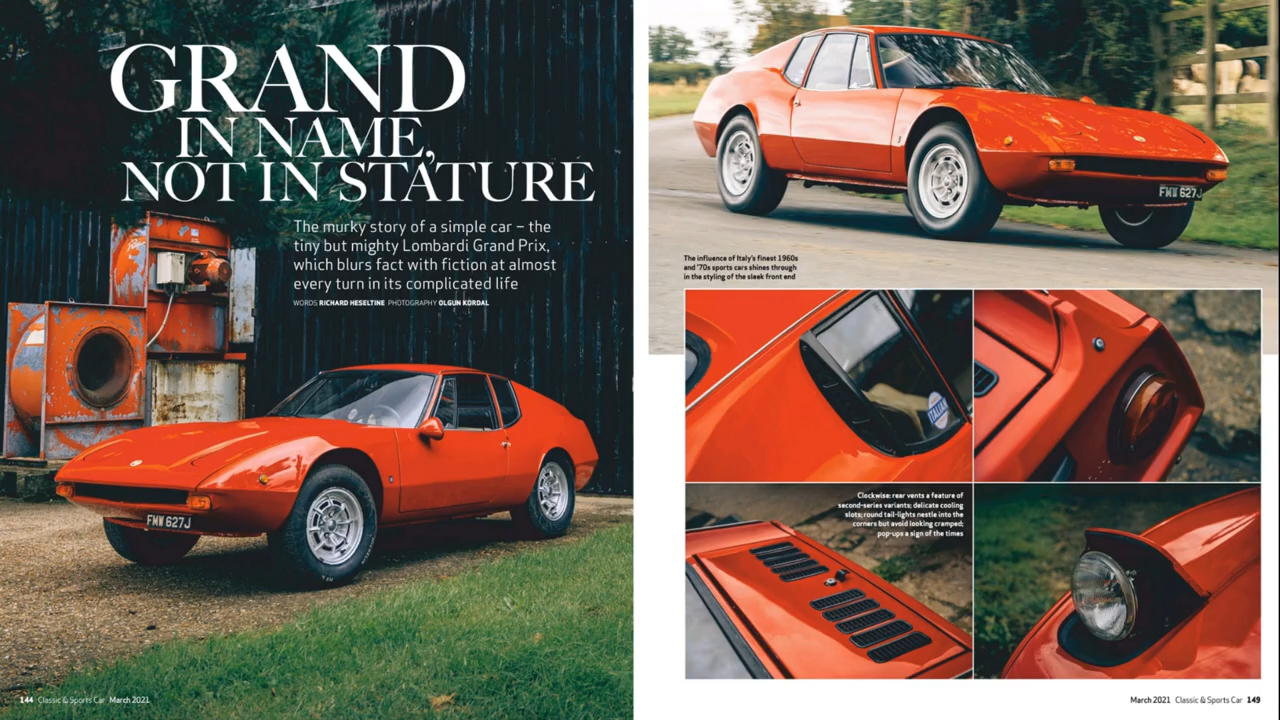 GRAND
IN NAME,
NOT IN STATURE
The murky story of a simple car – the
tiny but mighty Lombardi Grand Prix,
which blurs fact with fiction at almost
every turn in its complicated life
WORDS RICHARD HESELTINE PHOTOGRAPHY OLGUN KORDAL
FMW 627J
144 Classic & Sports Car March 2021
FMW 627J
The influence of Italy's finest 1960s
and '70s sports cars shines through
in the styling of the sleek front end
ITALIAN
Clockwise: rear vents a feature of
second-series variants; delicate cooling
slots; round tail-lights nestle into the
corners but avoid looking cramped;
pop-ups a sign of the times
March 2021 Classic & Sports Car 149